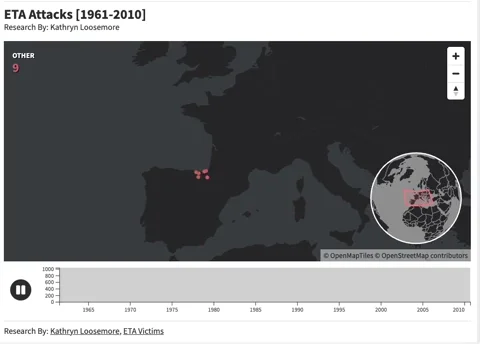 ETA Attacks [1961-2010]
Research By: Kathryn Loosemore
OTHER
9
+
−
© OpenMapTiles © OpenStreetMap contributors
1000
800
600
400
200
0
1965 1970 1975 1980 1985 1990 1995 2000 2005 2010
Research By: Kathryn Loosemore, ETA Victims